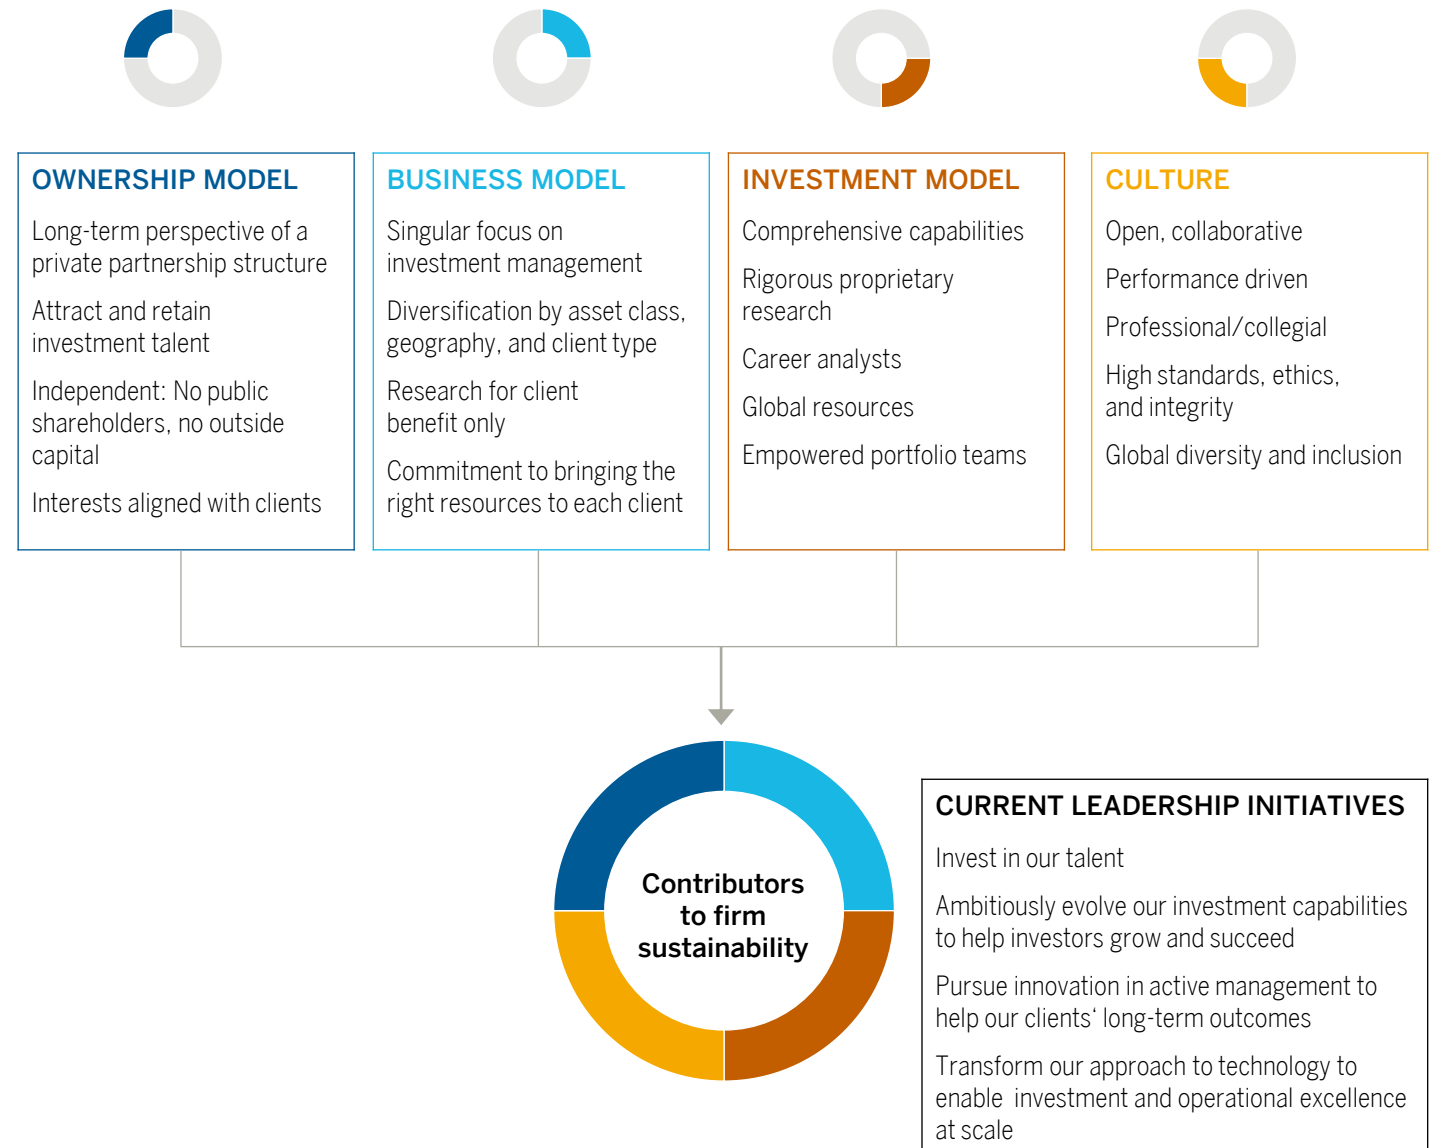 OWNERSHIP MODEL
Long-term perspective of a
private partnership structure
Attract and retain
investment talent
Independent: No public
shareholders, no outside
capital
Interests aligned with clients
BUSINESS MODEL
Singular focus on
investment management
Diversification by asset class,
geography, and client type
Research for client
benefit only
Commitment to bringing the
right resources to each client
INVESTMENT MODEL
Comprehensive capabilities
Rigorous proprietary
research
Career analysts
Global resources
Empowered portfolio teams
CULTURE
Open, collaborative
Performance driven
Professional/collegial
High standards, ethics,
and integrity
Global diversity and inclusion
Contributors
to firm
sustainability
CURRENT LEADERSHIP INITIATIVES
Invest in our talent
Ambitiously evolve our investment capabilities
to help investors grow and succeed
Pursue innovation in active management to
help our clients‘ long-term outcomes
Transform our approach to technology to
enable  investment and operational excellence
at scale